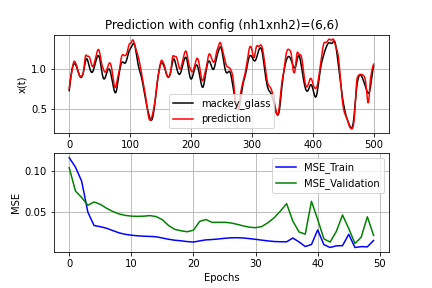 Prediction with config (nh1xnh2)=(6,6)
x(t)
1.0
0.5
mackey_glass
prediction
0 100 200 300 400 500
MSE
0.10
0.05
MSE_Train
MSE_Validation
0 10 20 30 40 50
Epochs